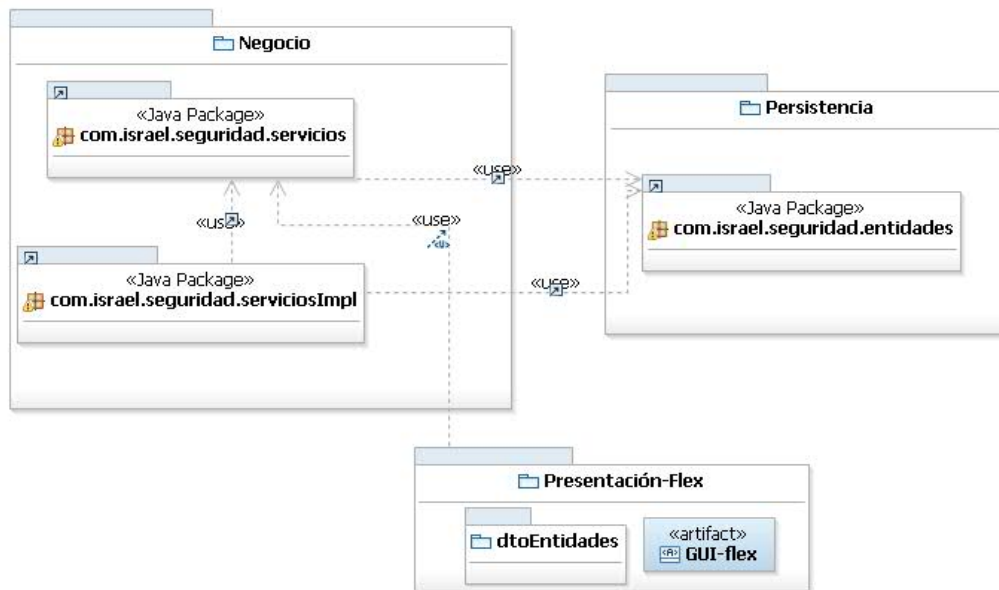 Negocio
«Java Package»
com.israel.seguridad.servicios
«use»
«use»
«use»
«Java Package»
com.israel.seguridad.serviciosImpl
«use»
Persistencia
«Java Package»
com.israel.seguridad.entidades
Presentación-Flex
dtoEntidades
«artifact»
GUI-flex